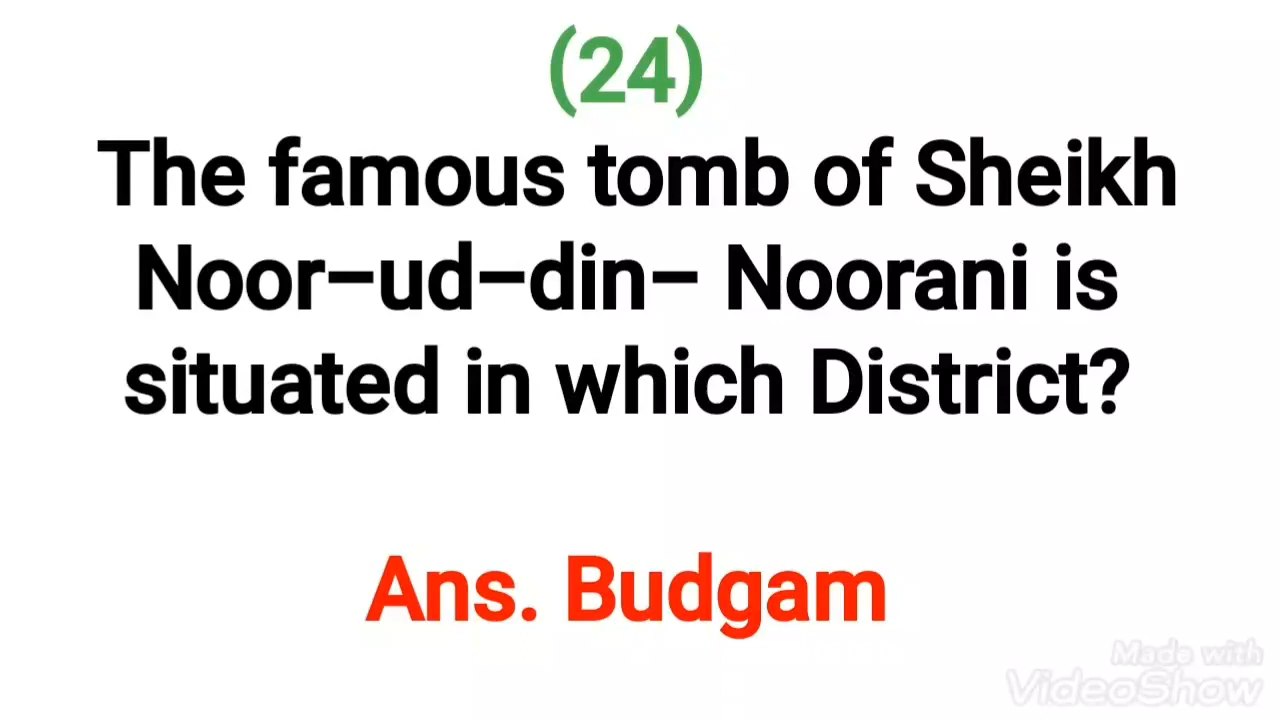 (24)
The famous tomb of Sheikh
Noor–ud–din– Noorani is
situated in which District?
Ans. Budgam
Made with
VideoShow